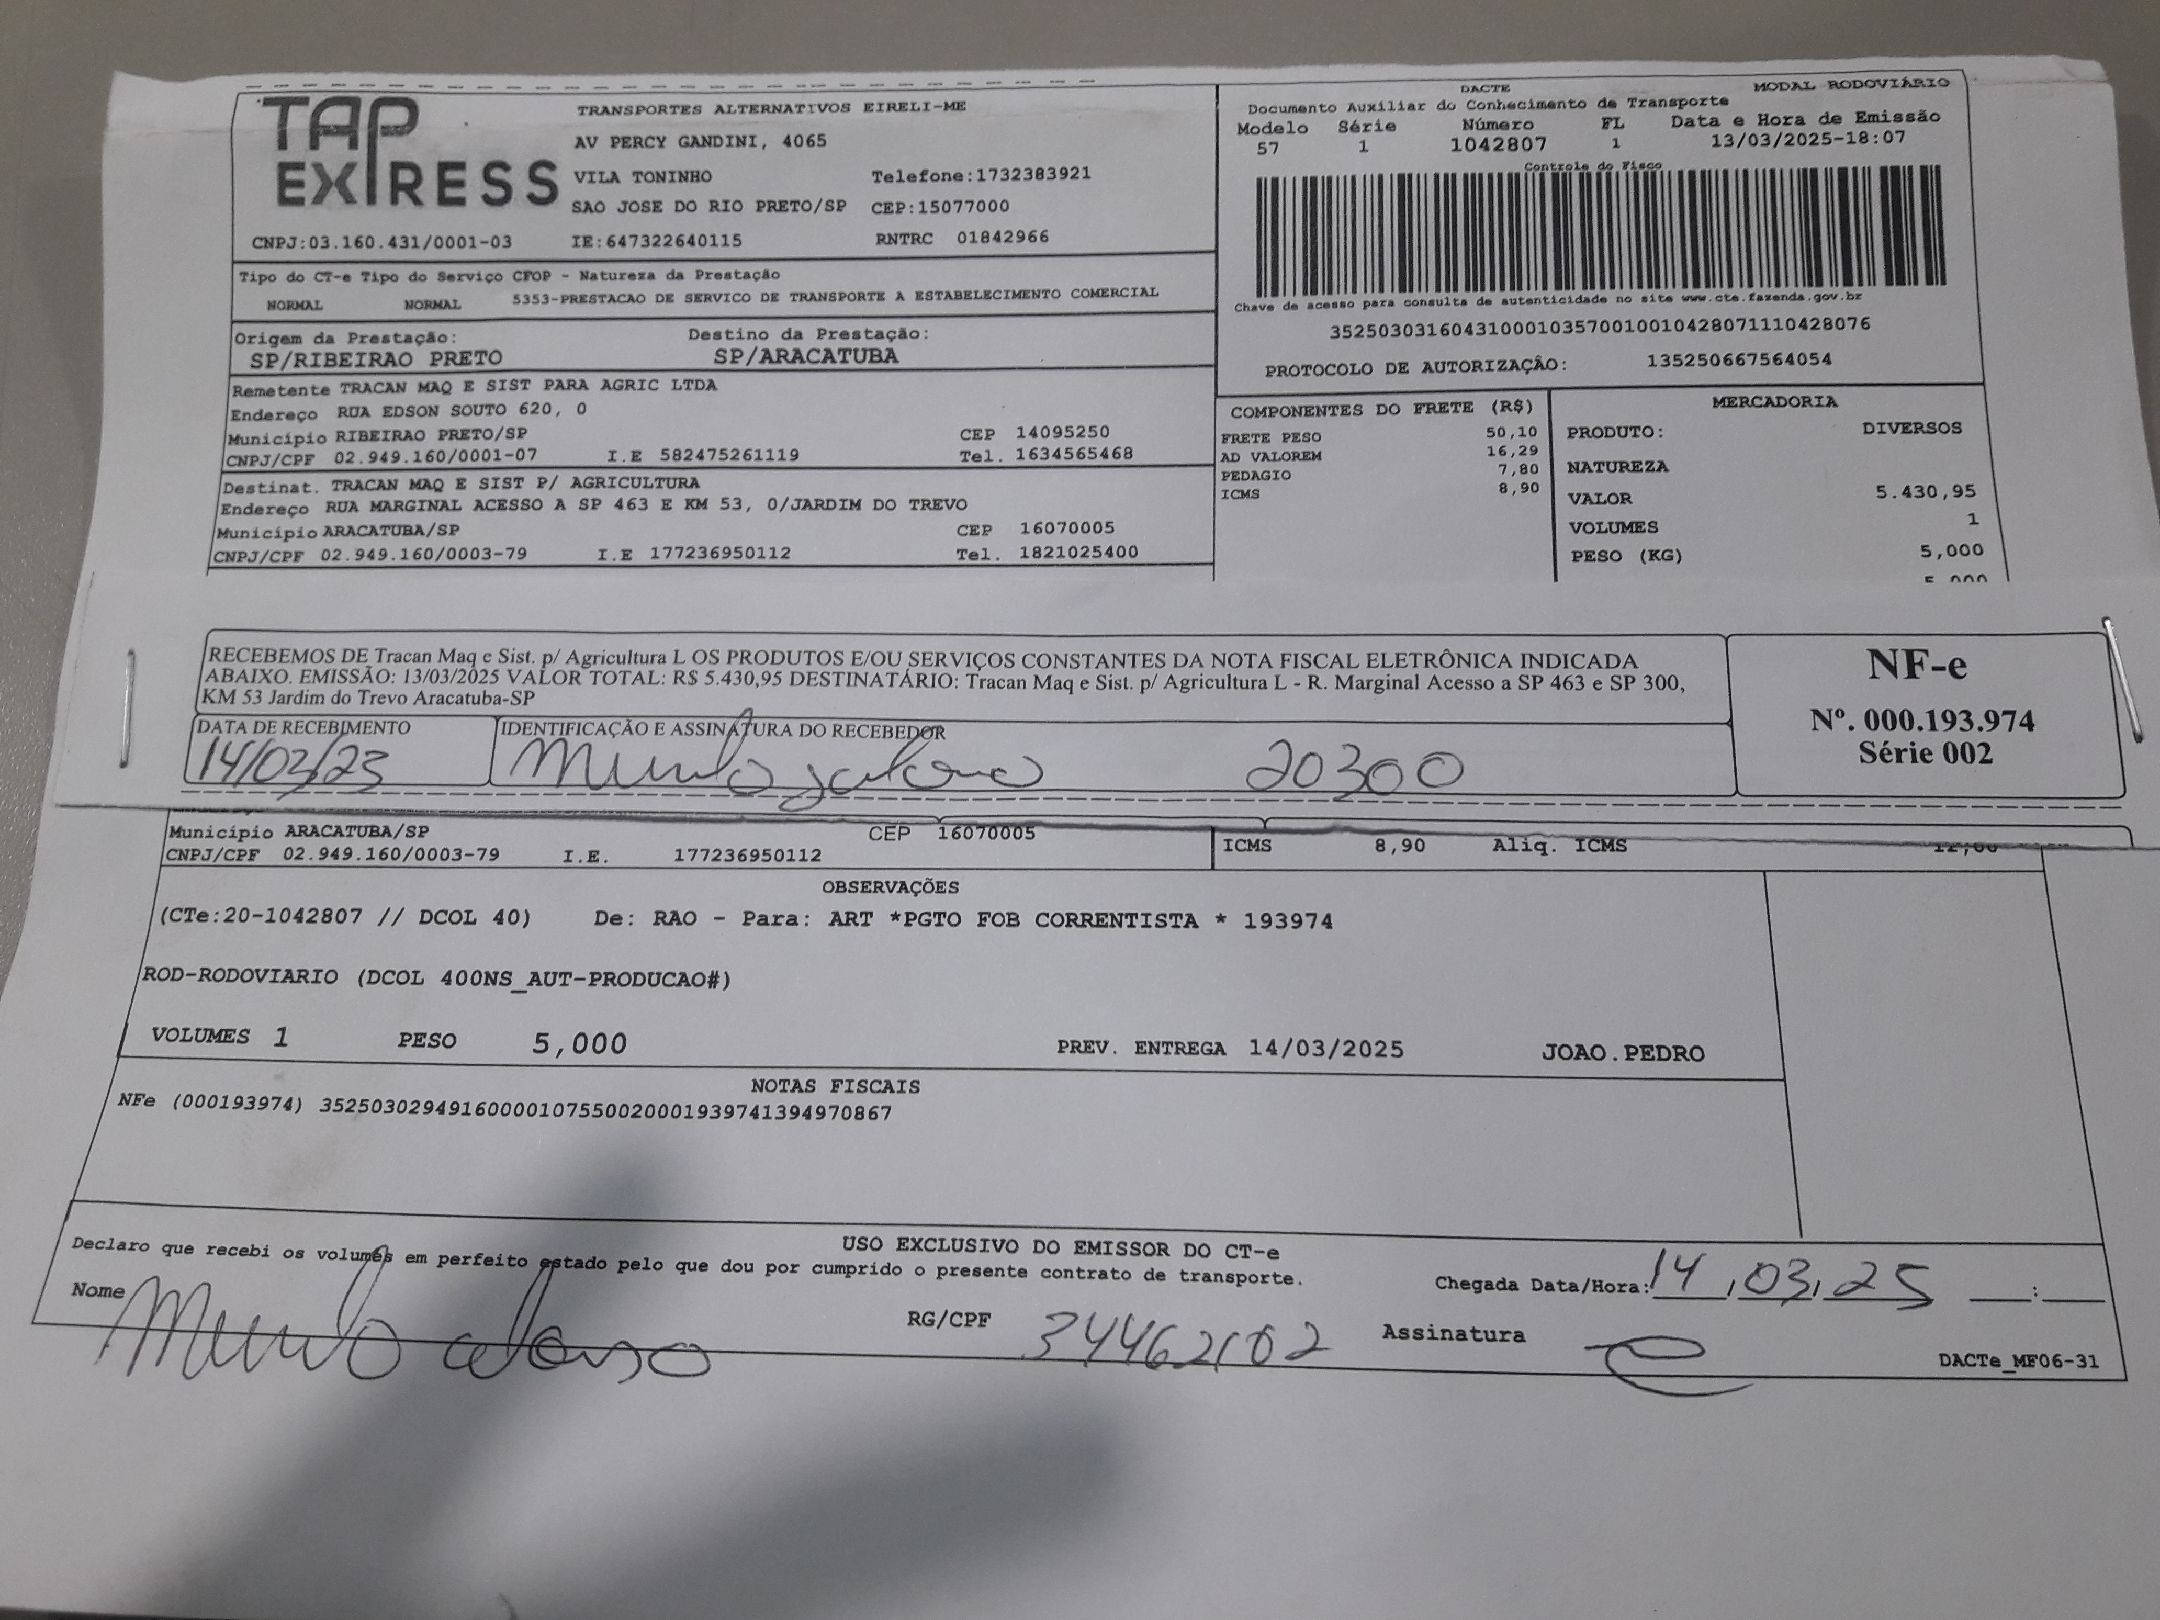 TAP EXPRESS
TRANSPORTES ALTERNATIVOS EIRELI-ME
AV PERCY GANDINI, 4065
VILA TONINHO Telefone:1732383921
SAO JOSE DO RIO PRETO/SP CEP:15077000
CNPJ:03.160.431/0001-03 IE:647322640115 RNTRC 01842966
DACTE MODAL RODOVIÁRIO
Documento Auxiliar do Conhecimento de Transporte
Modelo Série Número FL Data e Hora de Emissão
57 1 1042807 1 13/03/2025-18:07
Controle do Fisco
Chave de acesso para consulta de autenticidade no site www.cte.fazenda.gov.br
35250303160431000103570010010428071110428076
PROTOCOLO DE AUTORIZAÇÃO: 135250667564054
Tipo do CT-e Tipo do Serviço CFOP - Natureza da Prestação
NORMAL NORMAL 5353-PRESTACAO DE SERVICO DE TRANSPORTE A ESTABELECIMENTO COMERCIAL
Origem da Prestação: Destino da Prestação:
SP/RIBEIRAO PRETO SP/ARACATUBA
Remetente TRACAN MAQ E SIST PARA AGRIC LTDA
Endereço RUA EDSON SOUTO 620, 0
Município RIBEIRAO PRETO/SP CEP 14095250
CNPJ/CPF 02.949.160/0001-07 I.E 582475261119 Tel. 1634565468
Destinat. TRACAN MAQ E SIST P/ AGRICULTURA
Endereço RUA MARGINAL ACESSO A SP 463 E KM 53, 0/JARDIM DO TREVO
Município ARACATUBA/SP CEP 16070005
CNPJ/CPF 02.949.160/0003-79 I.E 177236950112 Tel. 1821025400
COMPONENTES DO FRETE (R$)
FRETE PESO 50,10
AD VALOREM 16,29
PEDAGIO 7,80
ICMS 8,90
MERCADORIA
PRODUTO: DIVERSOS
NATUREZA
VALOR 5.430,95
VOLUMES 1
PESO (KG) 5,000
RECEBEMOS DE Tracan Maq e Sist. p/ Agricultura L OS PRODUTOS E/OU SERVIÇOS CONSTANTES DA NOTA FISCAL ELETRÔNICA INDICADA
ABAIXO. EMISSÃO: 13/03/2025 VALOR TOTAL: R$ 5.430,95 DESTINATÁRIO: Tracan Maq e Sist. p/ Agricultura L - R. Marginal Acesso a SP 463 e SP 300,
KM 53 Jardim do Trevo Aracatuba-SP
DATA DE RECEBIMENTO IDENTIFICAÇÃO E ASSINATURA DO RECEBEDOR
14/03/23 20300
NF-e
Nº. 000.193.974
Série 002
Município ARACATUBA/SP CEP 16070005
CNPJ/CPF 02.949.160/0003-79 I.E. 177236950112
ICMS 8,90 Aliq. ICMS
OBSERVAÇÕES
(CTe:20-1042807 // DCOL 40) De: RAO - Para: ART *PGTO FOB CORRENTISTA * 193974
ROD-RODOVIARIO (DCOL 400NS_AUT-PRODUCAO#)
VOLUMES 1 PESO 5,000 PREV. ENTREGA 14/03/2025 JOAO.PEDRO
NOTAS FISCAIS
NFe (000193974) 35250302949160000107550020001939741394970867
USO EXCLUSIVO DO EMISSOR DO CT-e
Declaro que recebi os volumes em perfeito estado pelo que dou por cumprido o presente contrato de transporte.
Chegada Data/Hora: 14,03,25 :
Nome RG/CPF Assinatura
DACTe_MF06-31